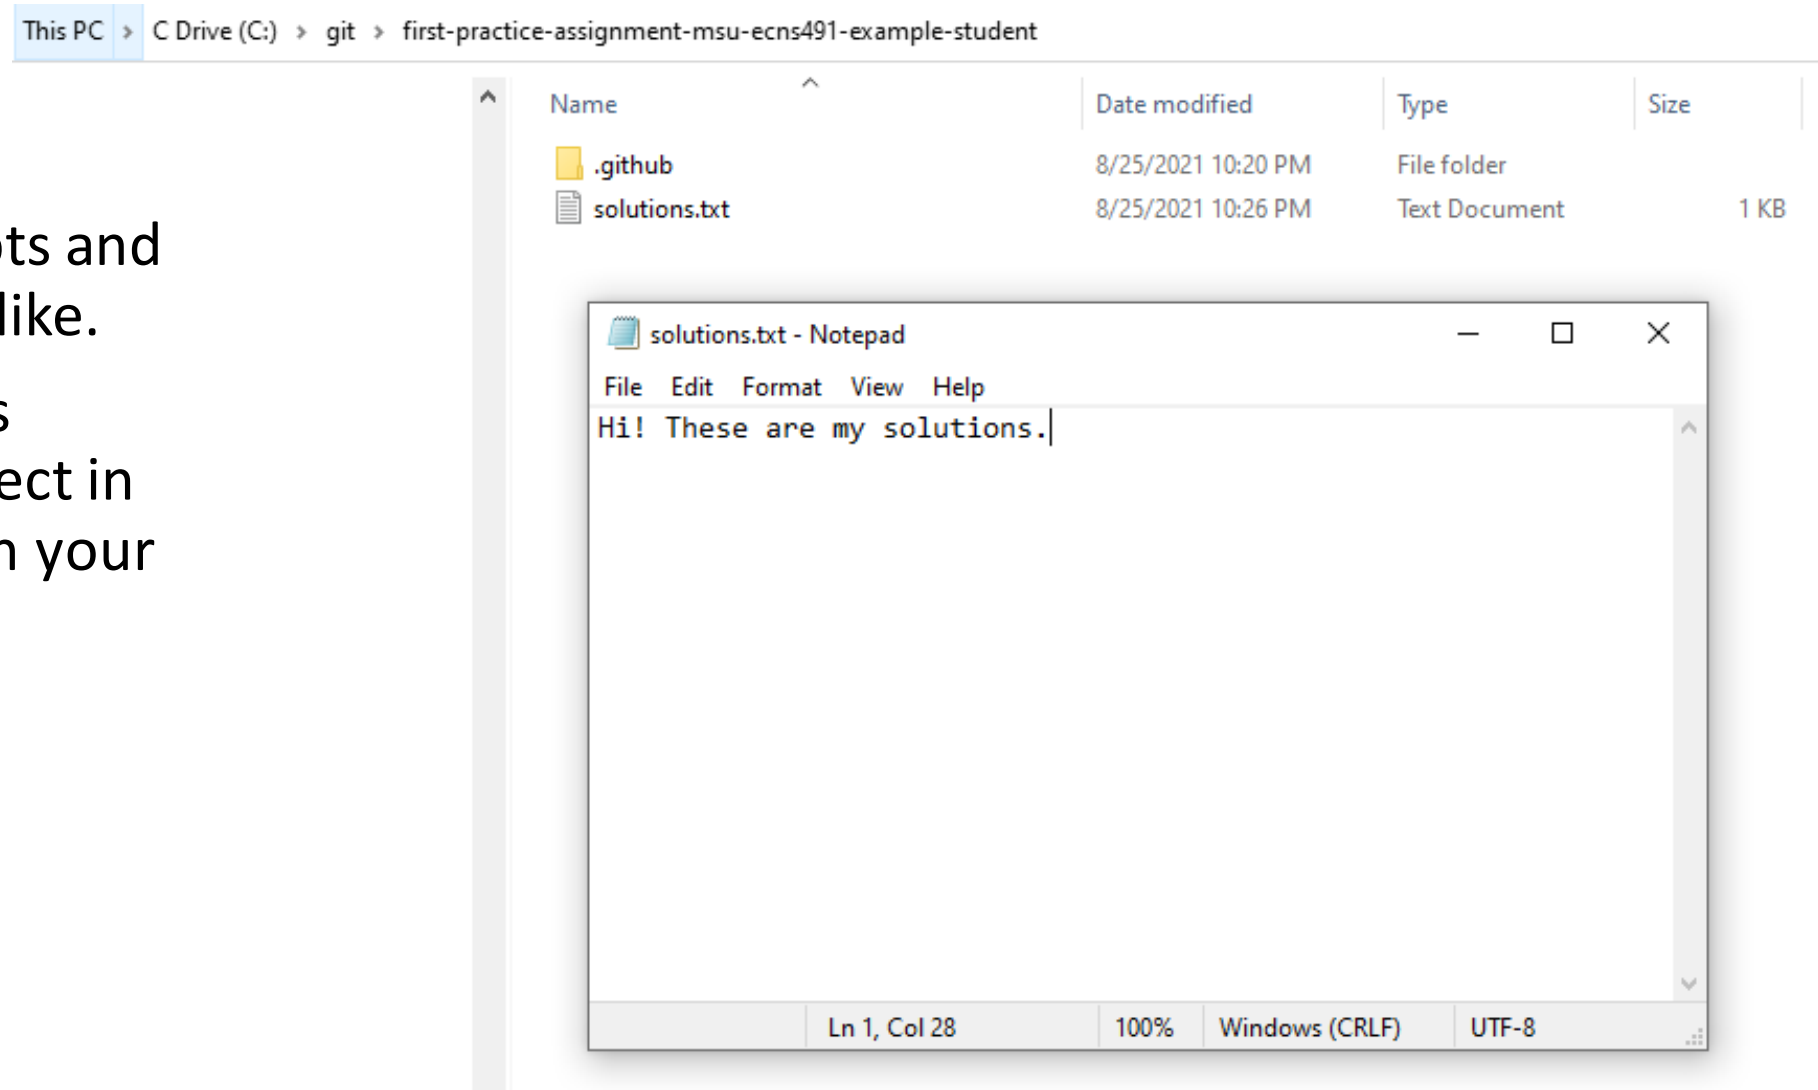 This PC > C Drive (C:) > git > first-practice-assignment-msu-ecns491-example-student
Name Date modified Type Size
.github 8/25/2021 10:20 PM File folder
solutions.txt 8/25/2021 10:26 PM Text Document 1 KB
and
like.
in
your
solutions.txt - Notepad
File Edit Format View Help
Hi! These are my solutions.
Ln 1, Col 28 100% Windows (CRLF) UTF-8